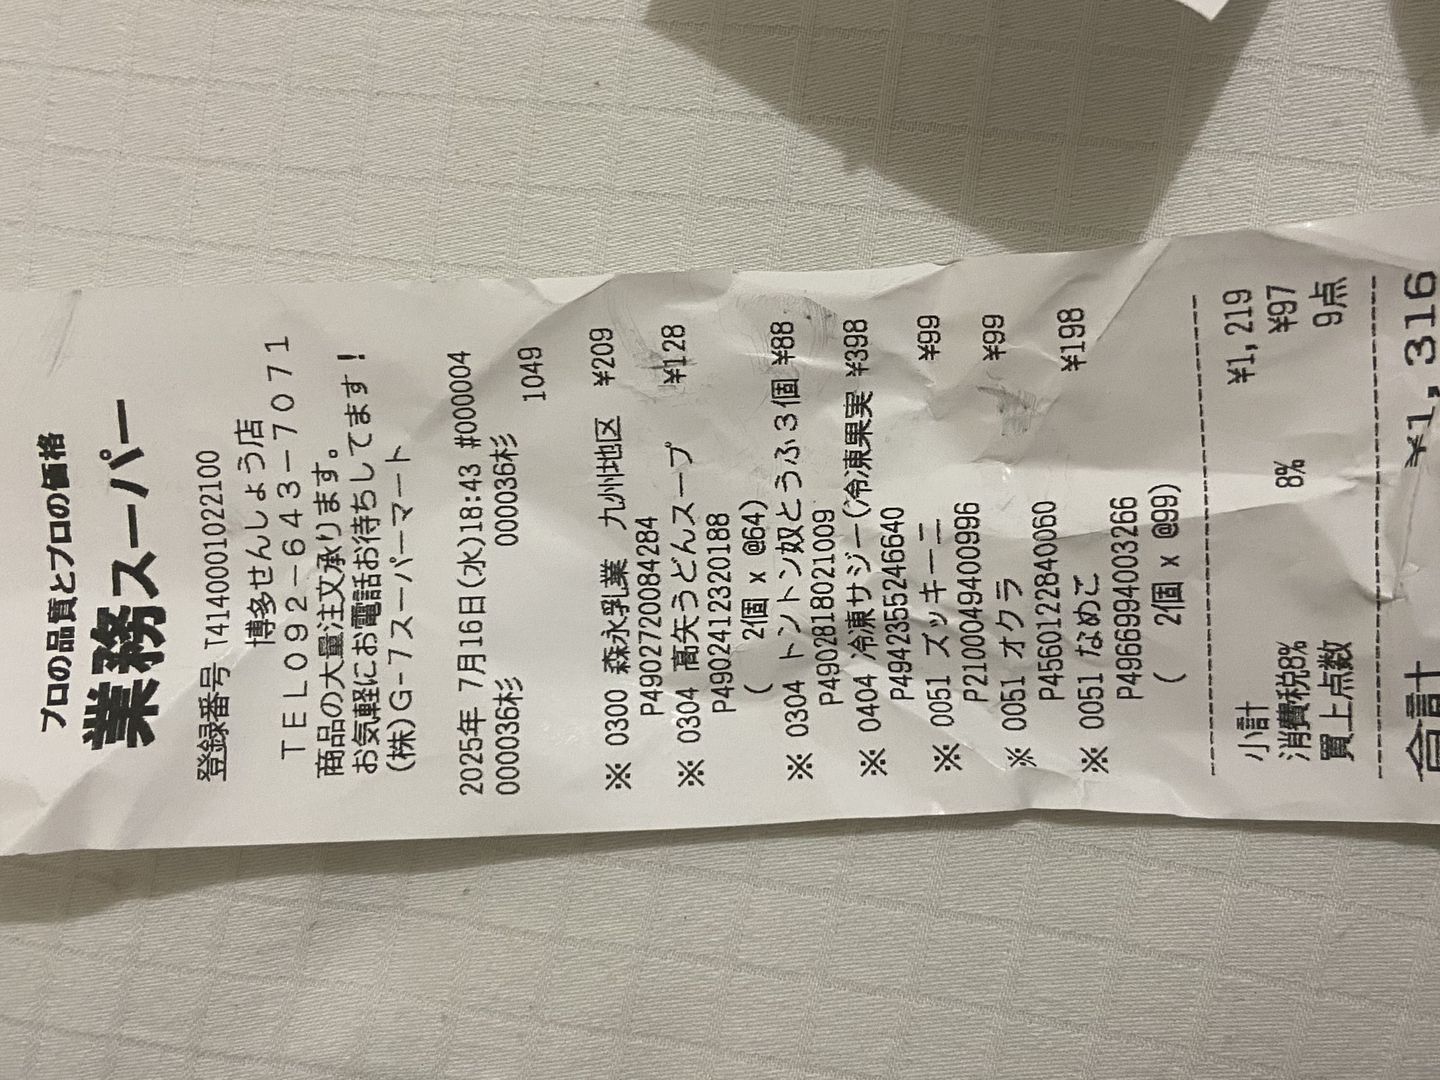 プロの品質とプロの価格
業務スーパー
登録番号 T4140001022100
博多せんしょう店
TEL092-643-7071
商品の大量注文承ります。
お気軽にお電話お待ちしてます!
(株)G-7スーパーマート
2025年 7月16日(水)18:43 #000004
000036杉 000036杉 1049
※ 0300 森永乳業 九州地区 ¥209
P4902720084284
※ 0304 高矢うどんスープ ¥128
P4902412320188
( 2個 x @64)
※ 0304 トントン奴とうふ3個 ¥88
P4902818021009
※ 0404 冷凍サジー(冷凍果実 ¥398
P4942355246640
※ 0051 ズッキーニ ¥99
P2100049400996
※ 0051 オクラ ¥99
P4560122840060
※ 0051 なめこ ¥198
P4966994003266
( 2個 x @99)
小計 ¥1,219
消費税8% 8% ¥97
買上点数 9点
合計 ¥1,316